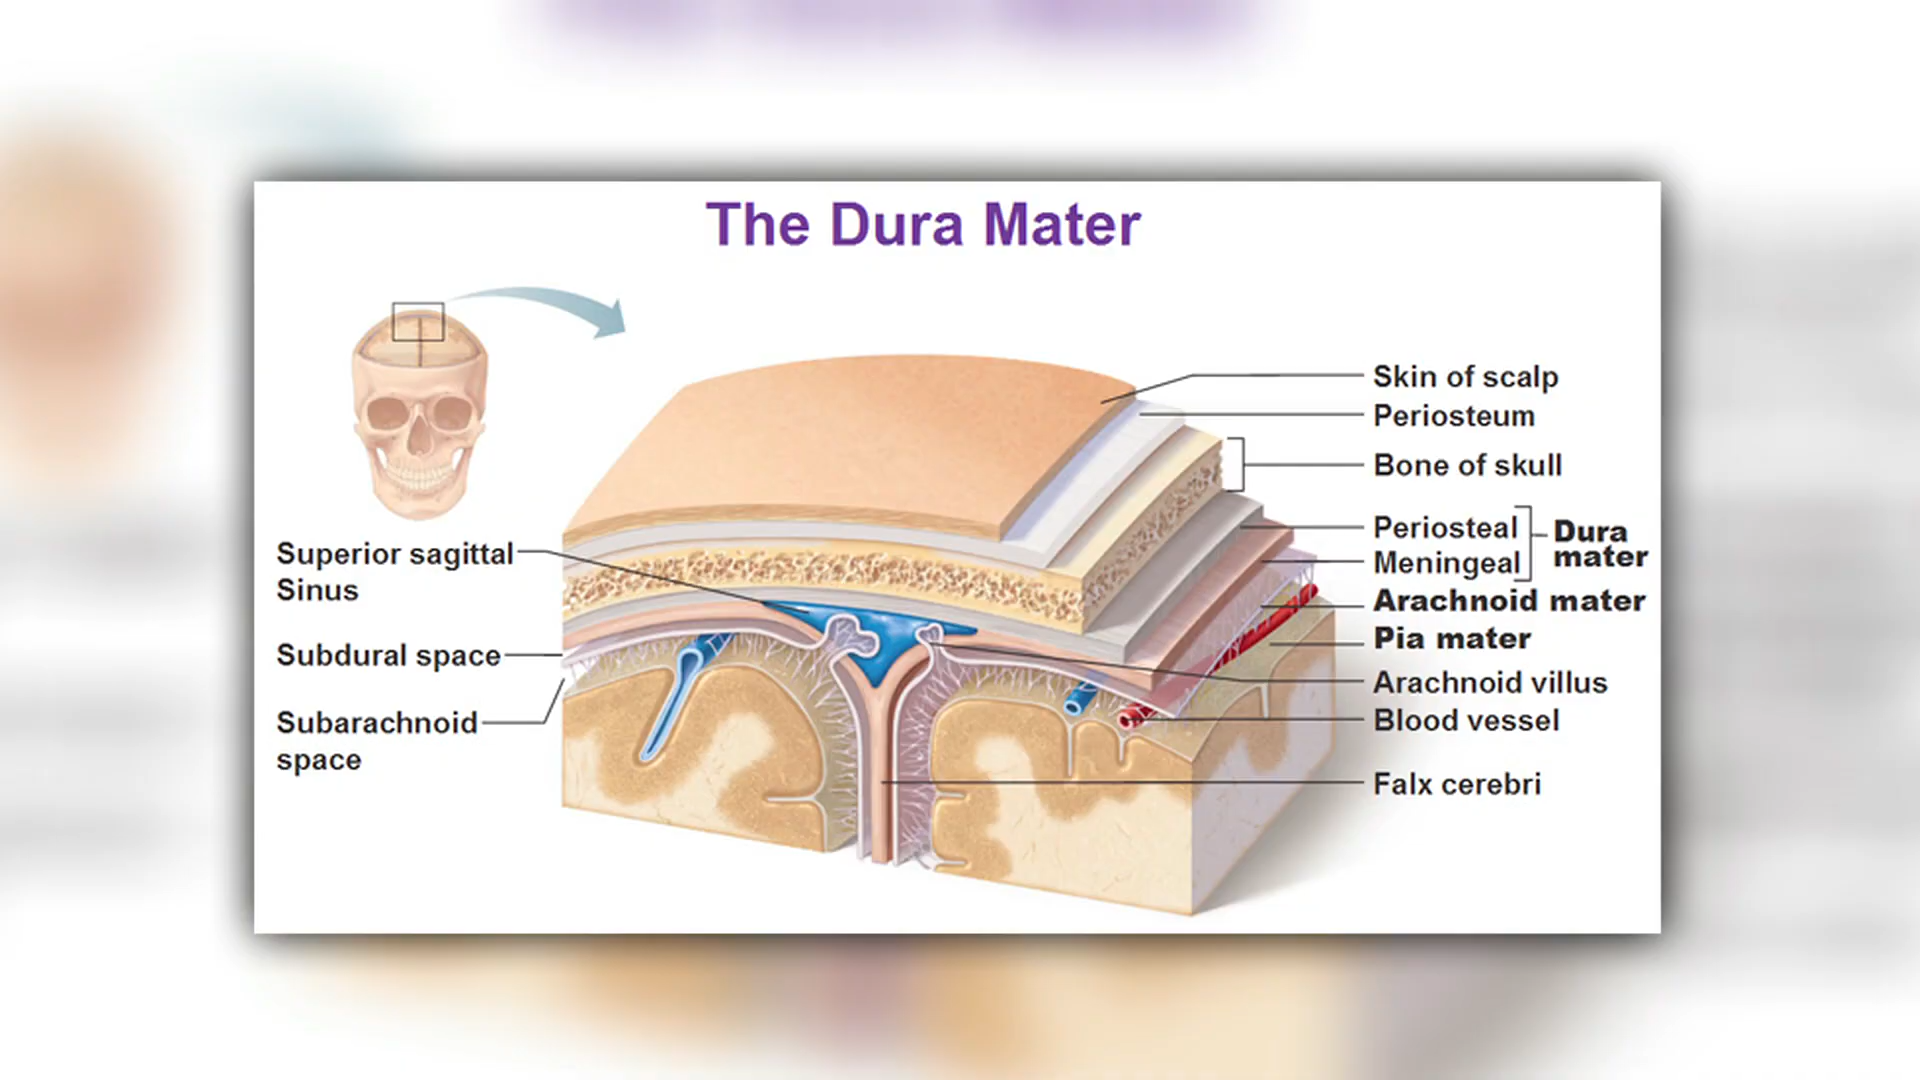 The Dura Mater
Skin of scalp
Periosteum
Bone of skull
Periosteal
Meningeal
Dura
mater
Arachnoid mater
Pia mater
Arachnoid villus
Blood vessel
Falx cerebri
Superior sagittal
Sinus
Subdural space
Subarachnoid
space